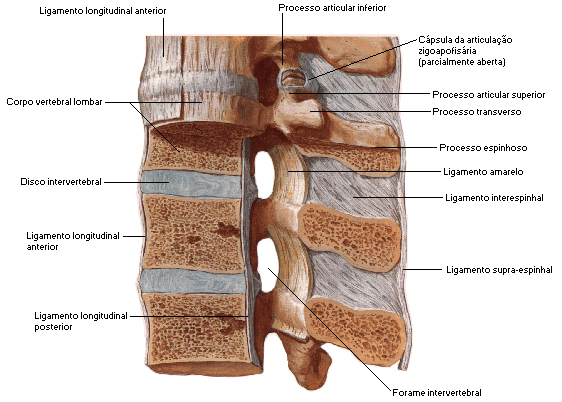 Ligamento longitudinal anterior
Processo articular inferior
Cápsula da articulação
zigoapofisária
(parcialmente aberta)
Corpo vertebral lombar
Processo articular superior
Processo transverso
Processo espinhoso
Ligamento amarelo
Disco intervertebral
Ligamento interespinhal
Ligamento longitudinal
anterior
Ligamento supra-espinhal
Ligamento longitudinal
posterior
Forame intervertebral